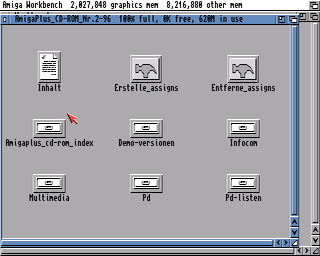 Amiga Workbench 2,027,848 graphics mem 8,216,880 other mem
AmigaPlus_CD-ROM_Nr.2-96 100% full, 0K free, 620M in use
Inhalt Erstelle_assigns Entferne_assigns
Amigaplus_cd-rom_index Demo-versionen Infocom
Multimedia Pd Pd-listen